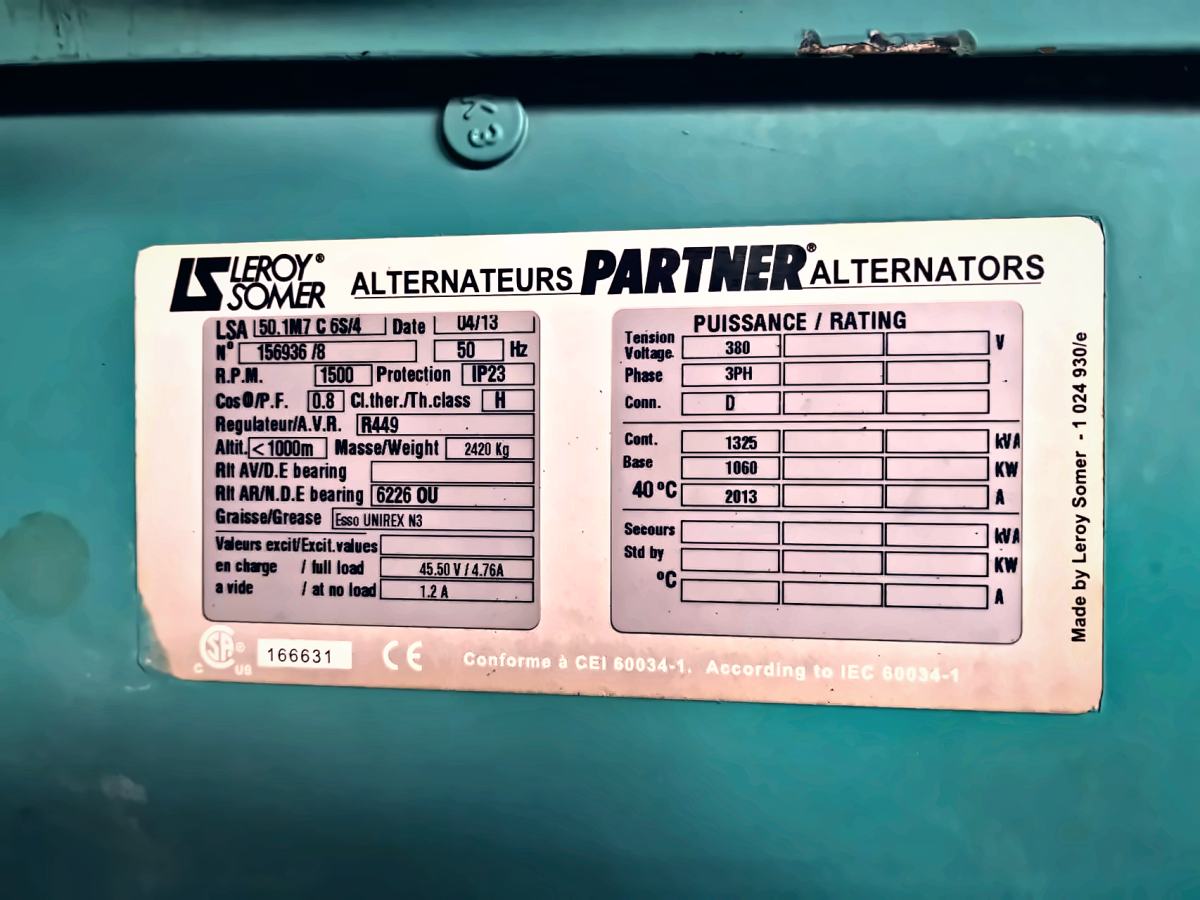 K3
LEROY®
SOMER
ALTERNATEURS PARTNER® ALTERNATORS
LSA 50.1M7 C 6S/4 Date 04/13
N° 156936 /8 50 Hz
R.P.M. 1500 Protection IP23
CosΦ/P.F. 0.8 Cl.ther./Th.class H
Regulateur/A.V.R. R449
Altit. < 1000m Masse/Weight 2420 Kg
Rlt AV/D.E bearing
Rlt AR/N.D.E bearing 6226 OU
Graisse/Grease Esso UNIREX N3
Valeurs excit/Excit.values
en charge / full load 45.50 V / 4.76A
a vide / at no load 1.2 A
PUISSANCE / RATING
Tension
Voltage. 380 V
Phase 3PH
Conn. D
Cont. 1325 kVA
Base 1060 KW
40 °C 2013 A
Secours kVA
Std by KW
°C A
Made by Leroy Somer - 1 024 930/e
C SA® US 166631 CE Conforme à CEI 60034-1. According to IEC 60034-1